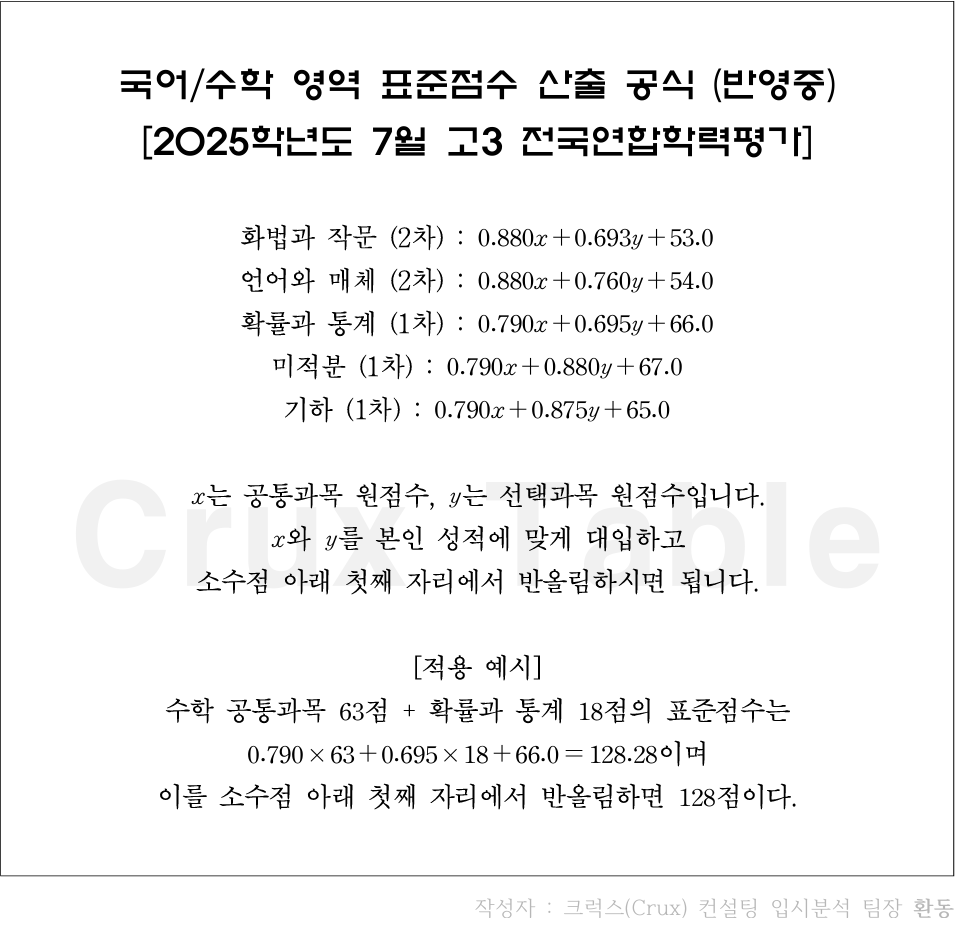 국어/수학 영역 표준점수 산출 공식 (반영중)
[2025학년도 7월 고3 전국연합학력평가]
화법과 작문 (2차) : 0.880x+0.693y+53.0
언어와 매체 (2차) : 0.880x+0.760y+54.0
확률과 통계 (1차) : 0.790x+0.695y+66.0
미적분 (1차) : 0.790x+0.880y+67.0
기하 (1차) : 0.790x+0.875y+65.0
Crux Table
x는 공통과목 원점수, y는 선택과목 원점수입니다.
x와 y를 본인 성적에 맞게 대입하고
소수점 아래 첫째 자리에서 반올림하시면 됩니다.
[적용 예시]
수학 공통과목 63점 + 확률과 통계 18점의 표준점수는
0.790×63+0.695×18+66.0=128.28이며
이를 소수점 아래 첫째 자리에서 반올림하면 128점이다.
작성자 : 크럭스(Crux) 컨설팅 입시분석 팀장 환동